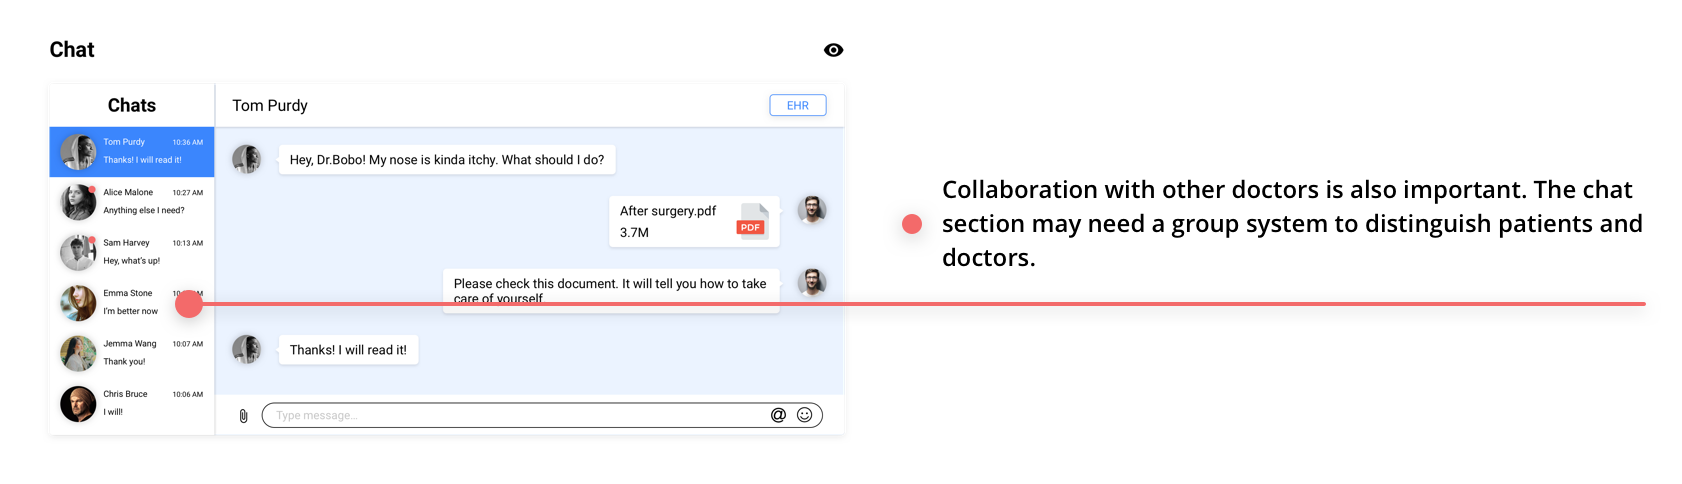 Chat
Chats
Tom Purdy
EHR
Tom Purdy 10:36 AM
Thanks! I will read it!
Alice Malone 10:27 AM
Anything else I need?
Sam Harvey 10:13 AM
Hey, what's up!
Emma Stone
I'm better now
Jemma Wang 10:07 AM
Thank you!
Chris Bruce 10:06 AM
I will!
Hey, Dr.Bobo! My nose is kinda itchy. What should I do?
After surgery.pdf
3.7M
PDF
Please check this document. It will tell you how to take
care of yourself
Thanks! I will read it!
Type message...
@
Collaboration with other doctors is also important. The chat
section may need a group system to distinguish patients and
doctors.